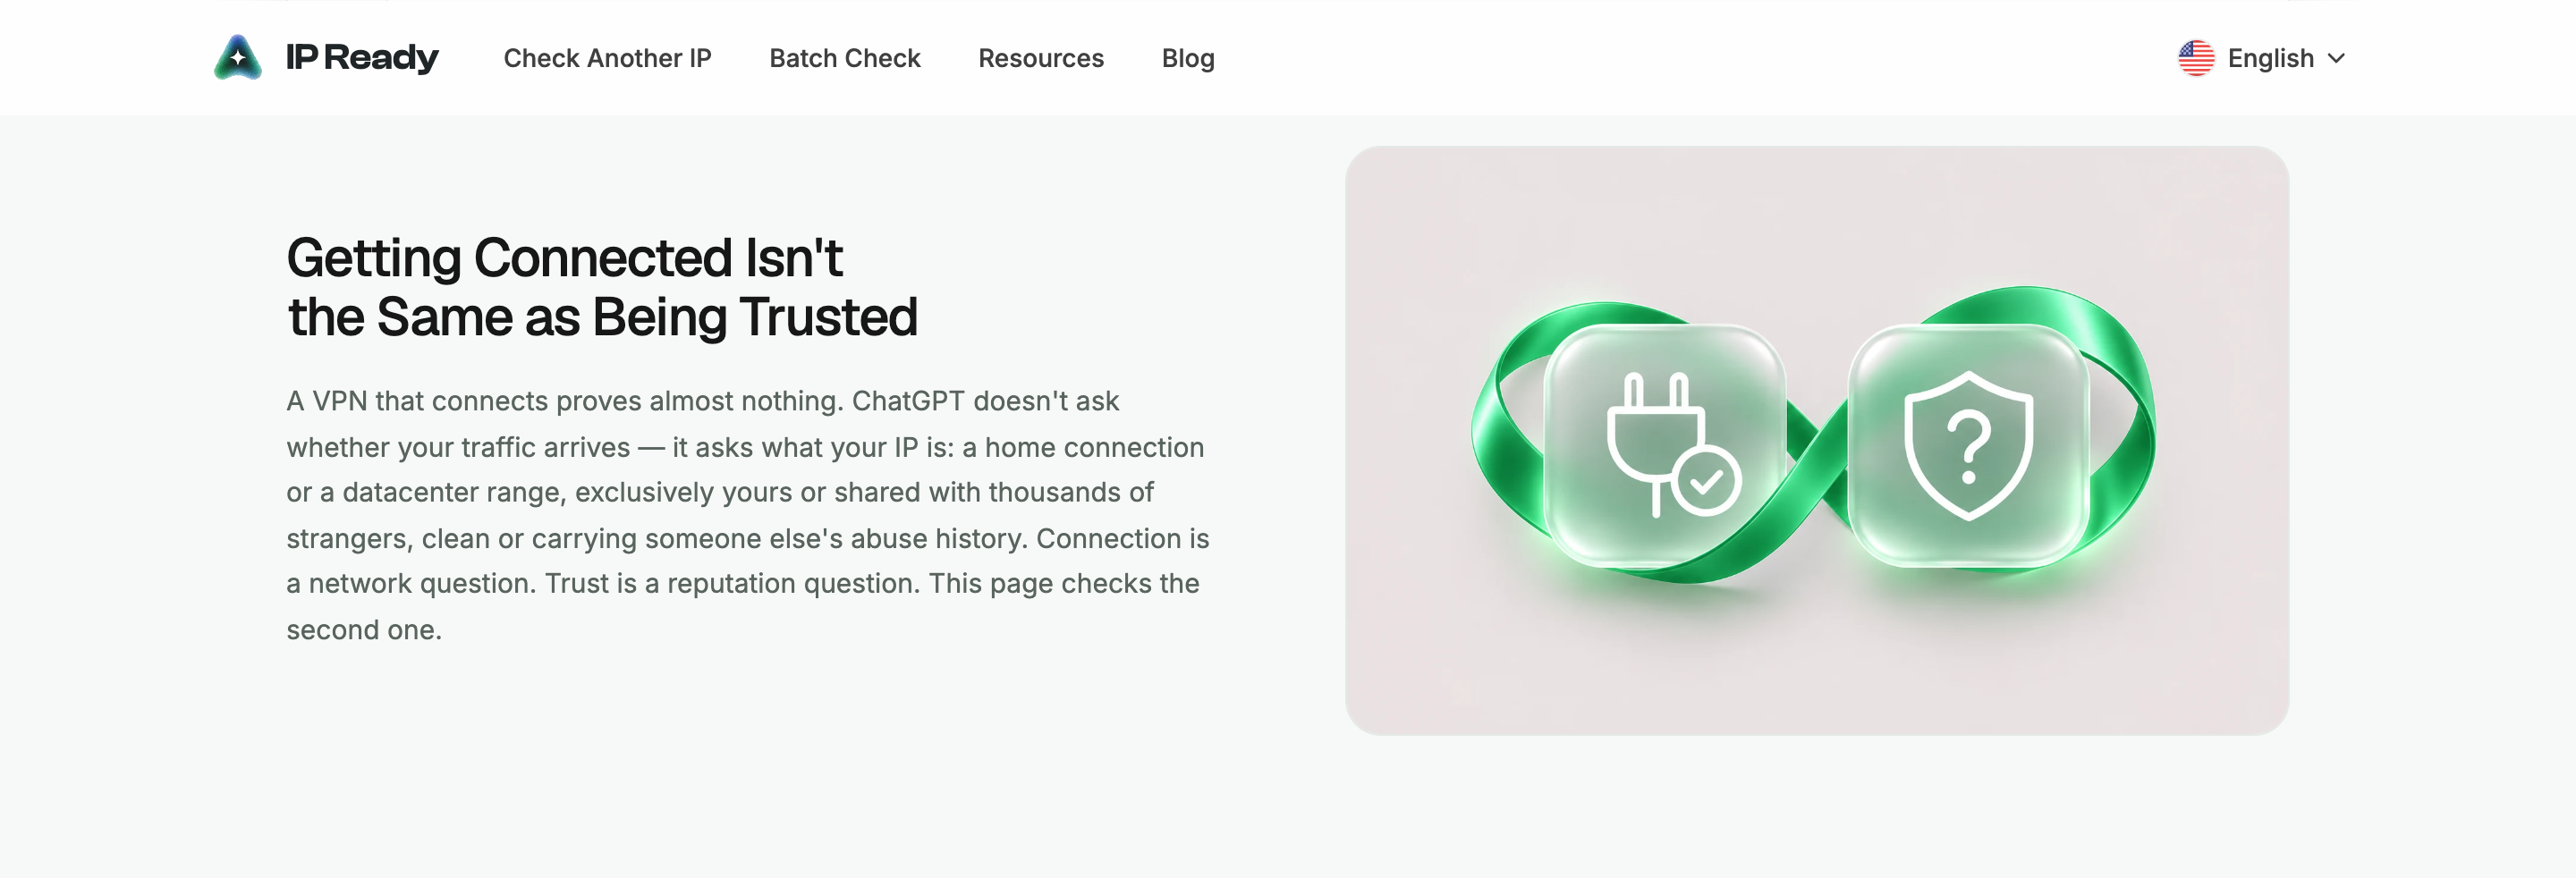 IP Ready
Check Another IP
Batch Check
Resources
Blog
English
Getting Connected Isn't
the Same as Being Trusted
A VPN that connects proves almost nothing. ChatGPT doesn't ask
whether your traffic arrives — it asks what your IP is: a home connection
or a datacenter range, exclusively yours or shared with thousands of
strangers, clean or carrying someone else's abuse history. Connection is
a network question. Trust is a reputation question. This page checks the
second one.
?